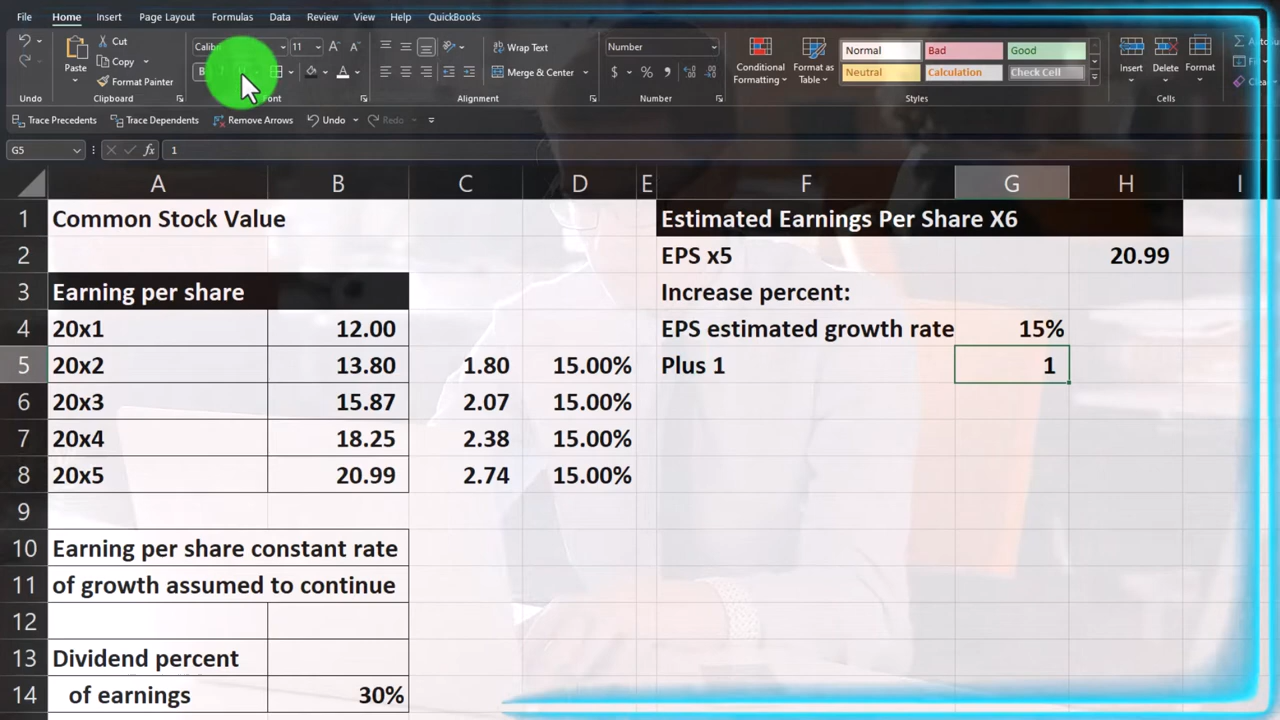 File Home Insert Page Layout Formulas Data Review View Help QuickBooks
Cut
Copy
Format Painter
Paste
Undo
Clipboard
11
Font
Wrap Text
Merge & Center
Alignment
Number
$ %
Number
Conditional Formatting
Format as Table
Normal Bad Good
Neutral Calculation Check Cell
Styles
Insert Delete Format
Cells
Trace Precedents Trace Dependents Remove Arrows Undo Redo
G5 fx 1
A B C D E F G H I
1 Common Stock Value Estimated Earnings Per Share X6
2 EPS x5 20.99
3 Earning per share Increase percent:
4 20x1 12.00 EPS estimated growth rate 15%
5 20x2 13.80 1.80 15.00% Plus 1 1
6 20x3 15.87 2.07 15.00%
7 20x4 18.25 2.38 15.00%
8 20x5 20.99 2.74 15.00%
9
10 Earning per share constant rate
11 of growth assumed to continue
12
13 Dividend percent
14 of earnings 30%